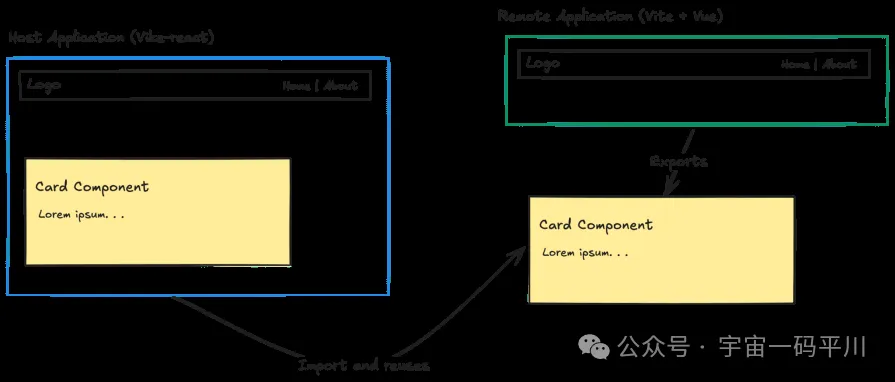 Host Application (Vike-react)
Logo
Home | About
Card Component
Lorem ipsum...
Import and reuses
Remote Application (Vite + Vue)
Logo
Home | About
Exports
Card Component
Lorem ipsum...
公众号 · 宇宙一码平川